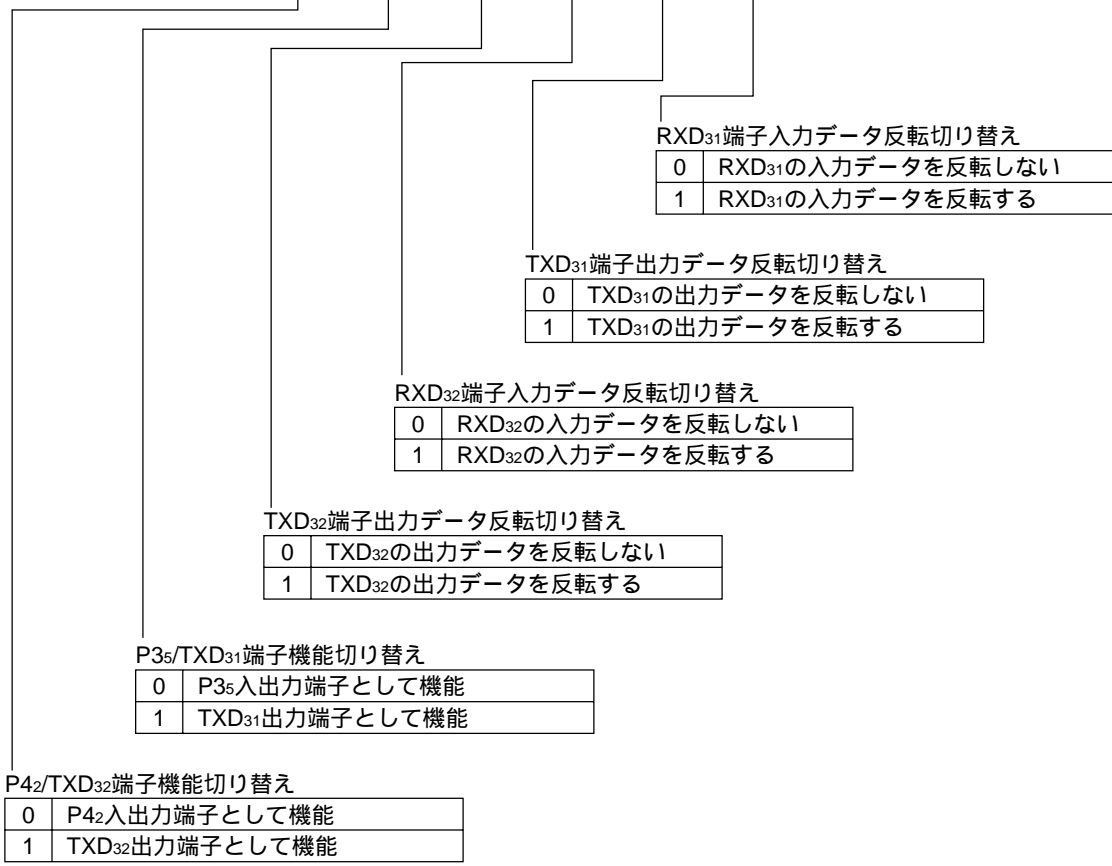 RXD31端子入力データ反転切り替え
0 RXD31の入力データを反転しない
1 RXD31の入力データを反転する
TXD31端子出力データ反転切り替え
0 TXD31の出力データを反転しない
1 TXD31の出力データを反転する
RXD32端子入力データ反転切り替え
0 RXD32の入力データを反転しない
1 RXD32の入力データを反転する
TXD32端子出力データ反転切り替え
0 TXD32の出力データを反転しない
1 TXD32の出力データを反転する
P35/TXD31端子機能切り替え
0 P35入出力端子として機能
1 TXD31出力端子として機能
P42/TXD32端子機能切り替え
0 P42入出力端子として機能
1 TXD32出力端子として機能